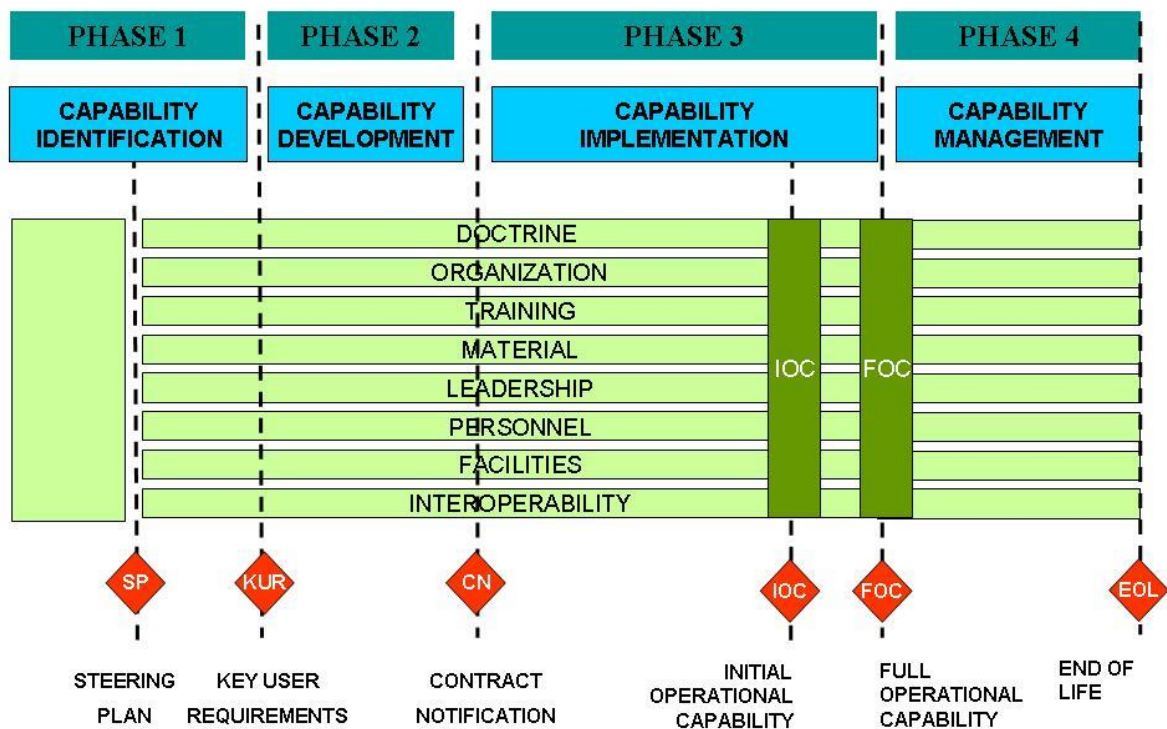 PHASE 1
PHASE 2
PHASE 3
PHASE 4
CAPABILITY
IDENTIFICATION
CAPABILITY
DEVELOPMENT
CAPABILITY
IMPLEMENTATION
CAPABILITY
MANAGEMENT
DOCTRINE
ORGANIZATION
TRAINING
MATERIAL
LEADERSHIP
PERSONNEL
FACILITIES
INTEROPERABILITY
IOC
FOC
SP
KUR
CN
IOC
FOC
EOL
STEERING
PLAN
KEY USER
REQUIREMENTS
CONTRACT
NOTIFICATION
INITIAL
OPERATIONAL
CAPABILITY
FULL
OPERATIONAL
CAPABILITY
END OF
LIFE